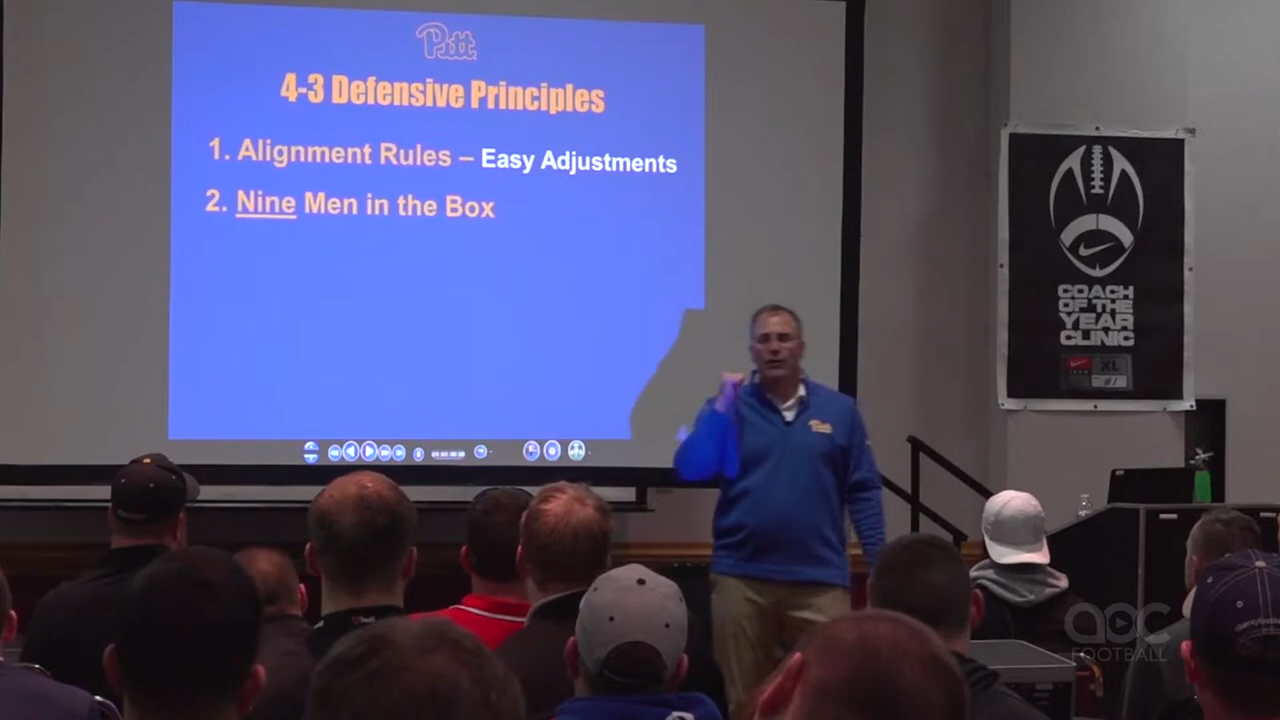 Pitt
4-3 Defensive Principles
1. Alignment Rules – Easy Adjustments
2. Nine Men in the Box
COACH
OF THE
YEAR
CLINIC
XL
#1
Pitt
aoc
FOOTBALL